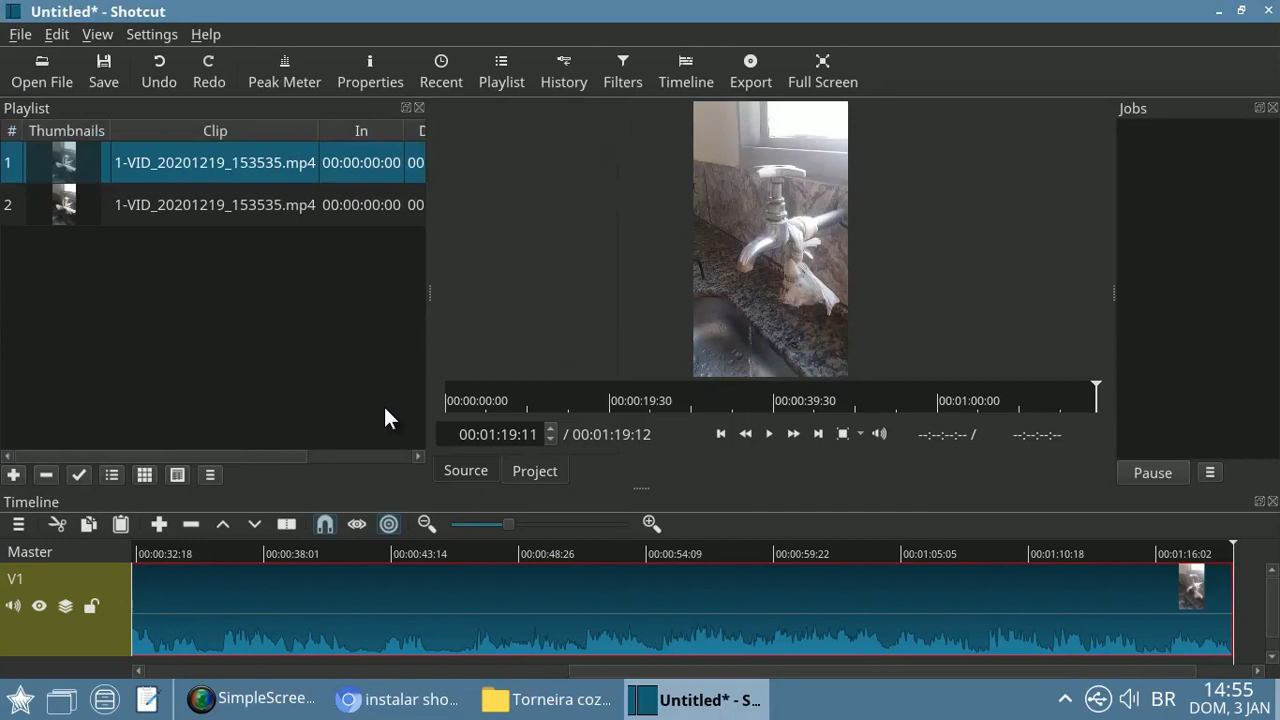 Untitled* - Shotcut
File Edit View Settings Help
Open File Save Undo Redo Peak Meter Properties Recent Playlist History Filters Timeline Export Full Screen
Playlist
Jobs
# Thumbnails Clip In D
1 1-VID_20201219_153535.mp4 00:00:00:00 00
2 1-VID_20201219_153535.mp4 00:00:00:00 00
00:00:00:00 00:00:19:30 00:00:39:30 00:01:00:00
00:01:19:11 / 00:01:19:12 --:--:--:-- / --:--:--:--
Source Project
Pause
Timeline
Master 00:00:32:18 00:00:38:01 00:00:43:14 00:00:48:26 00:00:54:09 00:00:59:22 00:01:05:05 00:01:10:18 00:01:16:02
V1
SimpleScree... instalar sho... Torneira coz... Untitled* - S... BR 14:55
DOM, 3 JAN